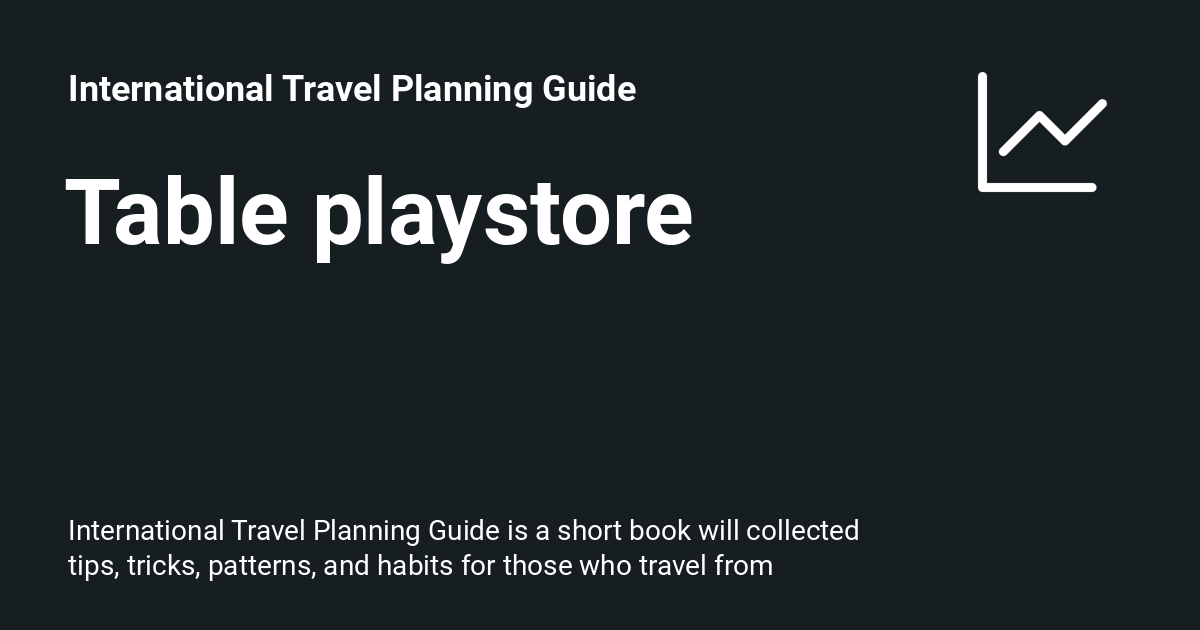 International Travel Planning Guide
Table playstore
International Travel Planning Guide is a short book will collected
tips, tricks, patterns, and habits for those who travel from